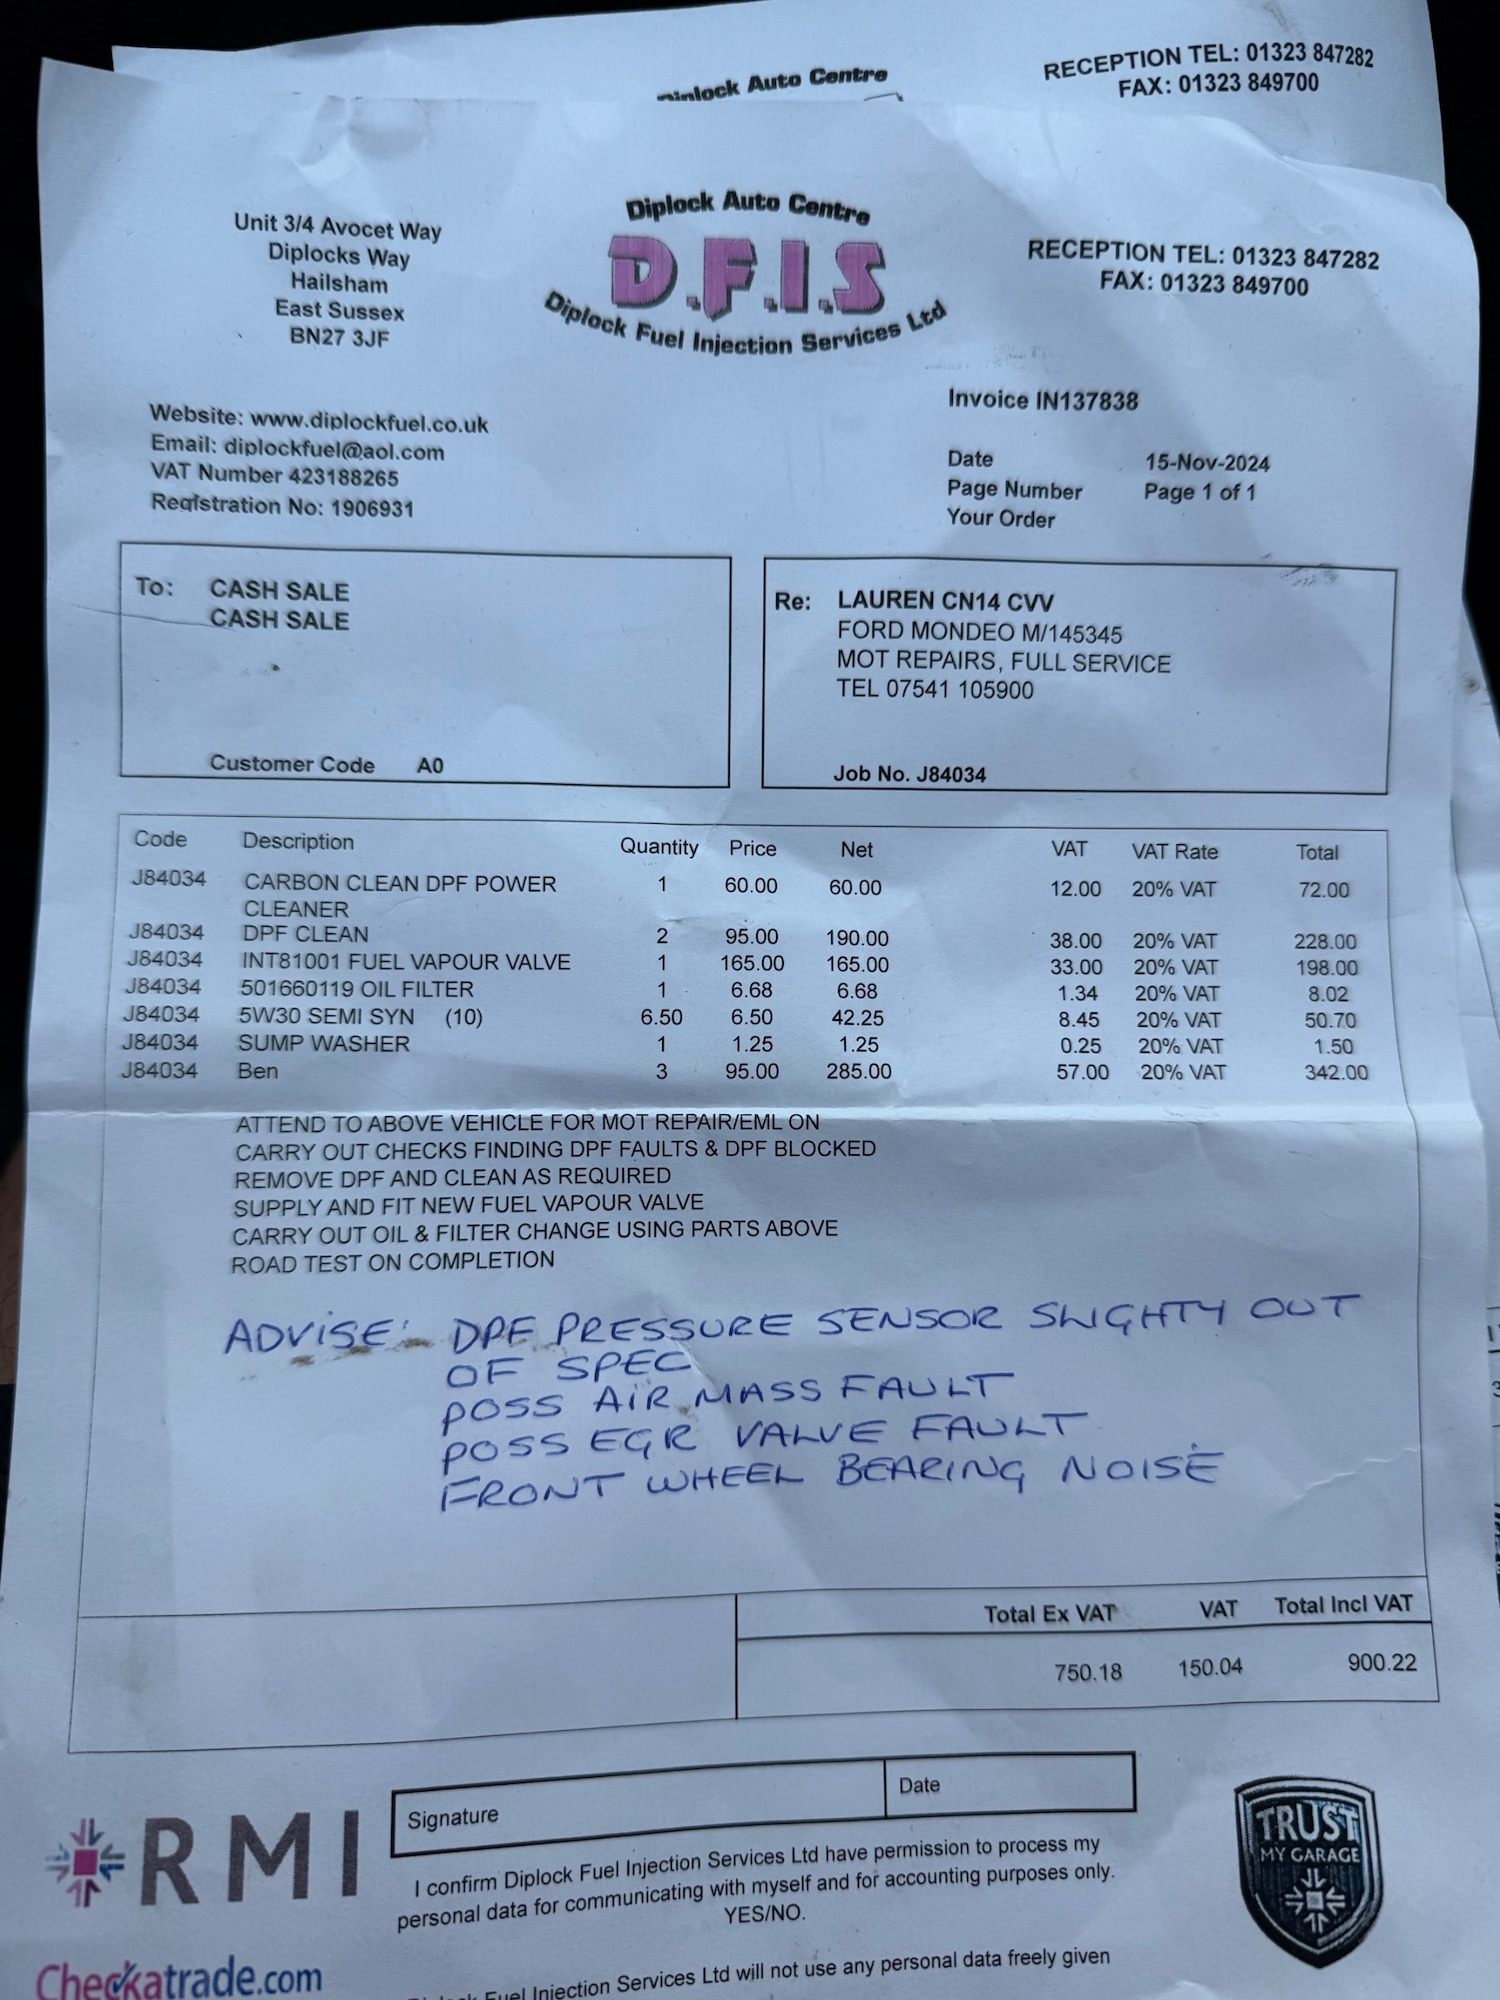 Diplock Auto Centre
RECEPTION TEL: 01323 847282
FAX: 01323 849700
Unit 3/4 Avocet Way
Diplocks Way
Hailsham
East Sussex
BN27 3JF
Diplock Auto Centre
D.F.I.S
Diplock Fuel Injection Services Ltd
RECEPTION TEL: 01323 847282
FAX: 01323 849700
Website: www.diplockfuel.co.uk
Email: diplockfuel@aol.com
VAT Number 423188265
Registration No: 1906931
Invoice IN137838
Date 15-Nov-2024
Page Number Page 1 of 1
Your Order
To: CASH SALE
CASH SALE
Customer Code A0
Re: LAUREN CN14 CVV
FORD MONDEO M/145345
MOT REPAIRS, FULL SERVICE
TEL 07541 105900
Job No. J84034
Code Description Quantity Price Net VAT VAT Rate Total
J84034 CARBON CLEAN DPF POWER 1 60.00 60.00 12.00 20% VAT 72.00
CLEANER
J84034 DPF CLEAN 2 95.00 190.00 38.00 20% VAT 228.00
J84034 INT81001 FUEL VAPOUR VALVE 1 165.00 165.00 33.00 20% VAT 198.00
J84034 501660119 OIL FILTER 1 6.68 6.68 1.34 20% VAT 8.02
J84034 5W30 SEMI SYN (10) 6.50 6.50 42.25 8.45 20% VAT 50.70
J84034 SUMP WASHER 1 1.25 1.25 0.25 20% VAT 1.50
J84034 Ben 3 95.00 285.00 57.00 20% VAT 342.00
ATTEND TO ABOVE VEHICLE FOR MOT REPAIR/EML ON
CARRY OUT CHECKS FINDING DPF FAULTS & DPF BLOCKED
REMOVE DPF AND CLEAN AS REQUIRED
SUPPLY AND FIT NEW FUEL VAPOUR VALVE
CARRY OUT OIL & FILTER CHANGE USING PARTS ABOVE
ROAD TEST ON COMPLETION
ADVISE: DPF PRESSURE SENSOR SLIGHTY OUT
OF SPEC
POSS AIR MASS FAULT
POSS EGR VALVE FAULT
FRONT WHEEL BEARING NOISE
Total Ex VAT VAT Total Incl VAT
750.18 150.04 900.22
Signature Date
RMI
I confirm Diplock Fuel Injection Services Ltd have permission to process my
personal data for communicating with myself and for accounting purposes only.
YES/NO.
TRUST
MY GARAGE
Checkatrade.com
Fuel Injection Services Ltd will not use any personal data freely given